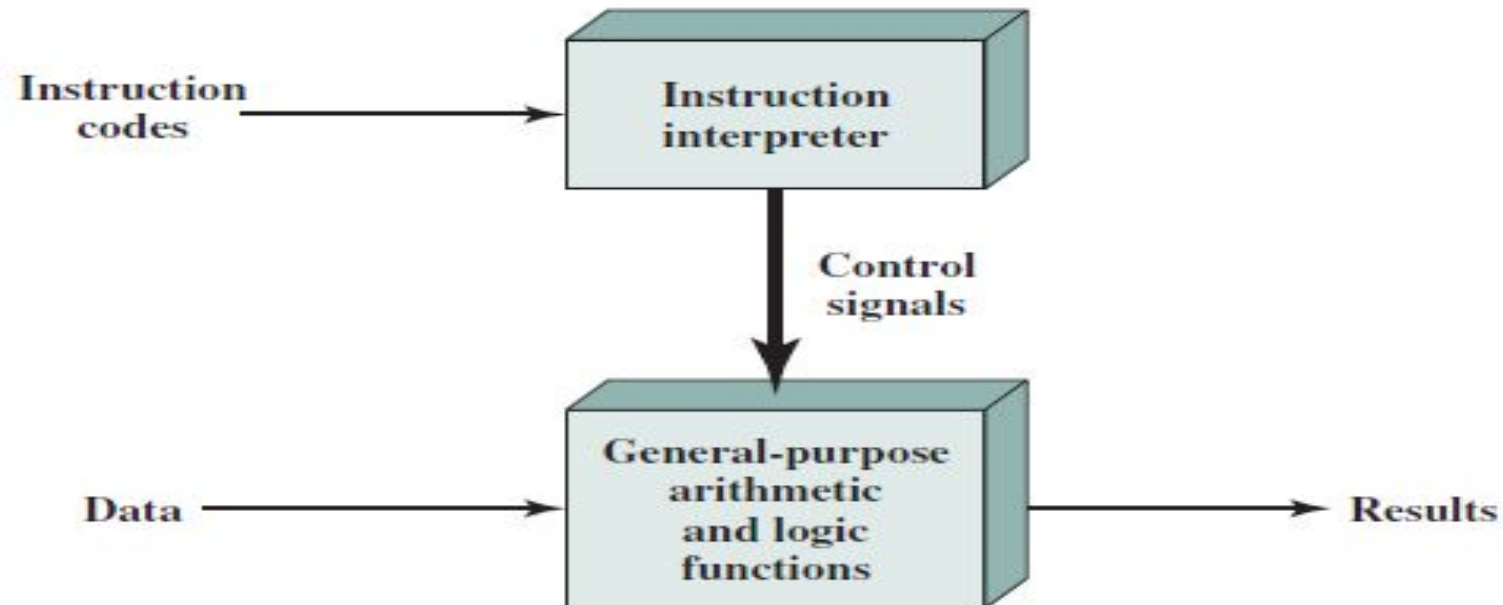 Instruction
codes
Instruction
interpreter
Control
signals
Data
General-purpose
arithmetic
and logic
functions
Results